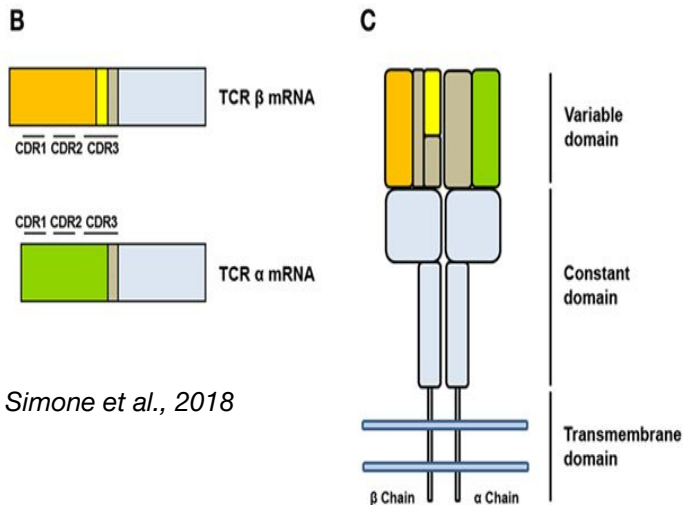 B
TCR β mRNA
CDR1 CDR2 CDR3
CDR1 CDR2 CDR3
TCR α mRNA
Simone et al., 2018
C
Variable
domain
Constant
domain
Transmembrane
domain
β Chain α Chain